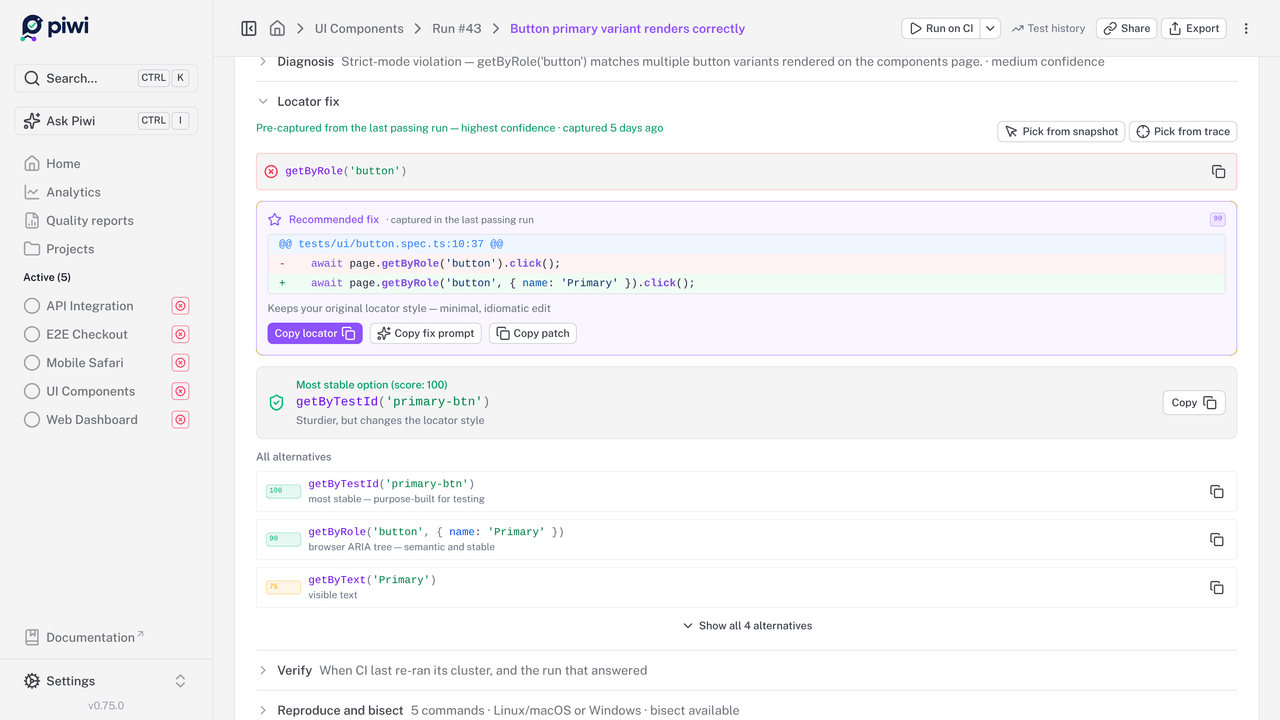 piwi
Search...
CTRL K
Ask Piwi
CTRL I
Home
Analytics
Quality reports
Projects
Active (5)
API Integration
E2E Checkout
Mobile Safari
UI Components
Web Dashboard
Documentation
Settings
v0.75.0
UI Components
Run #43
Button primary variant renders correctly
Run on CI
Test history
Share
Export
Diagnosis Strict-mode violation — getByRole('button') matches multiple button variants rendered on the components page. · medium confidence
Locator fix
Pre-captured from the last passing run — highest confidence · captured 5 days ago
Pick from snapshot
Pick from trace
getByRole('button')
Recommended fix · captured in the last passing run
90
@@ tests/ui/button.spec.ts:10:37 @@
- await page.getByRole('button').click();
+ await page.getByRole('button', { name: 'Primary' }).click();
Keeps your original locator style — minimal, idiomatic edit
Copy locator
Copy fix prompt
Copy patch
Most stable option (score: 100)
getByTestId('primary-btn')
Sturdier, but changes the locator style
Copy
All alternatives
100
getByTestId('primary-btn')
most stable — purpose-built for testing
90
getByRole('button', { name: 'Primary' })
browser ARIA tree — semantic and stable
75
getByText('Primary')
visible text
Show all 4 alternatives
Verify When CI last re-ran its cluster, and the run that answered
Reproduce and bisect 5 commands · Linux/macOS or Windows · bisect available